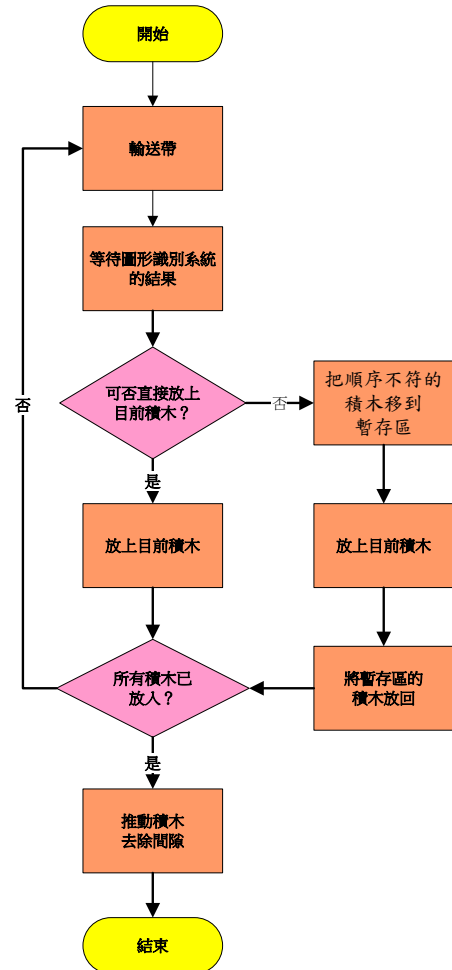 開始
輸送帶
等待圖形識別系統
的結果
可否直接放上
目前積木？
否
把順序不符的
積木移到
暫存區
否
是
放上目前積木
放上目前積木
所有積木已
放入？
將暫存區的
積木放回
是
推動積木
去除間隙
結束